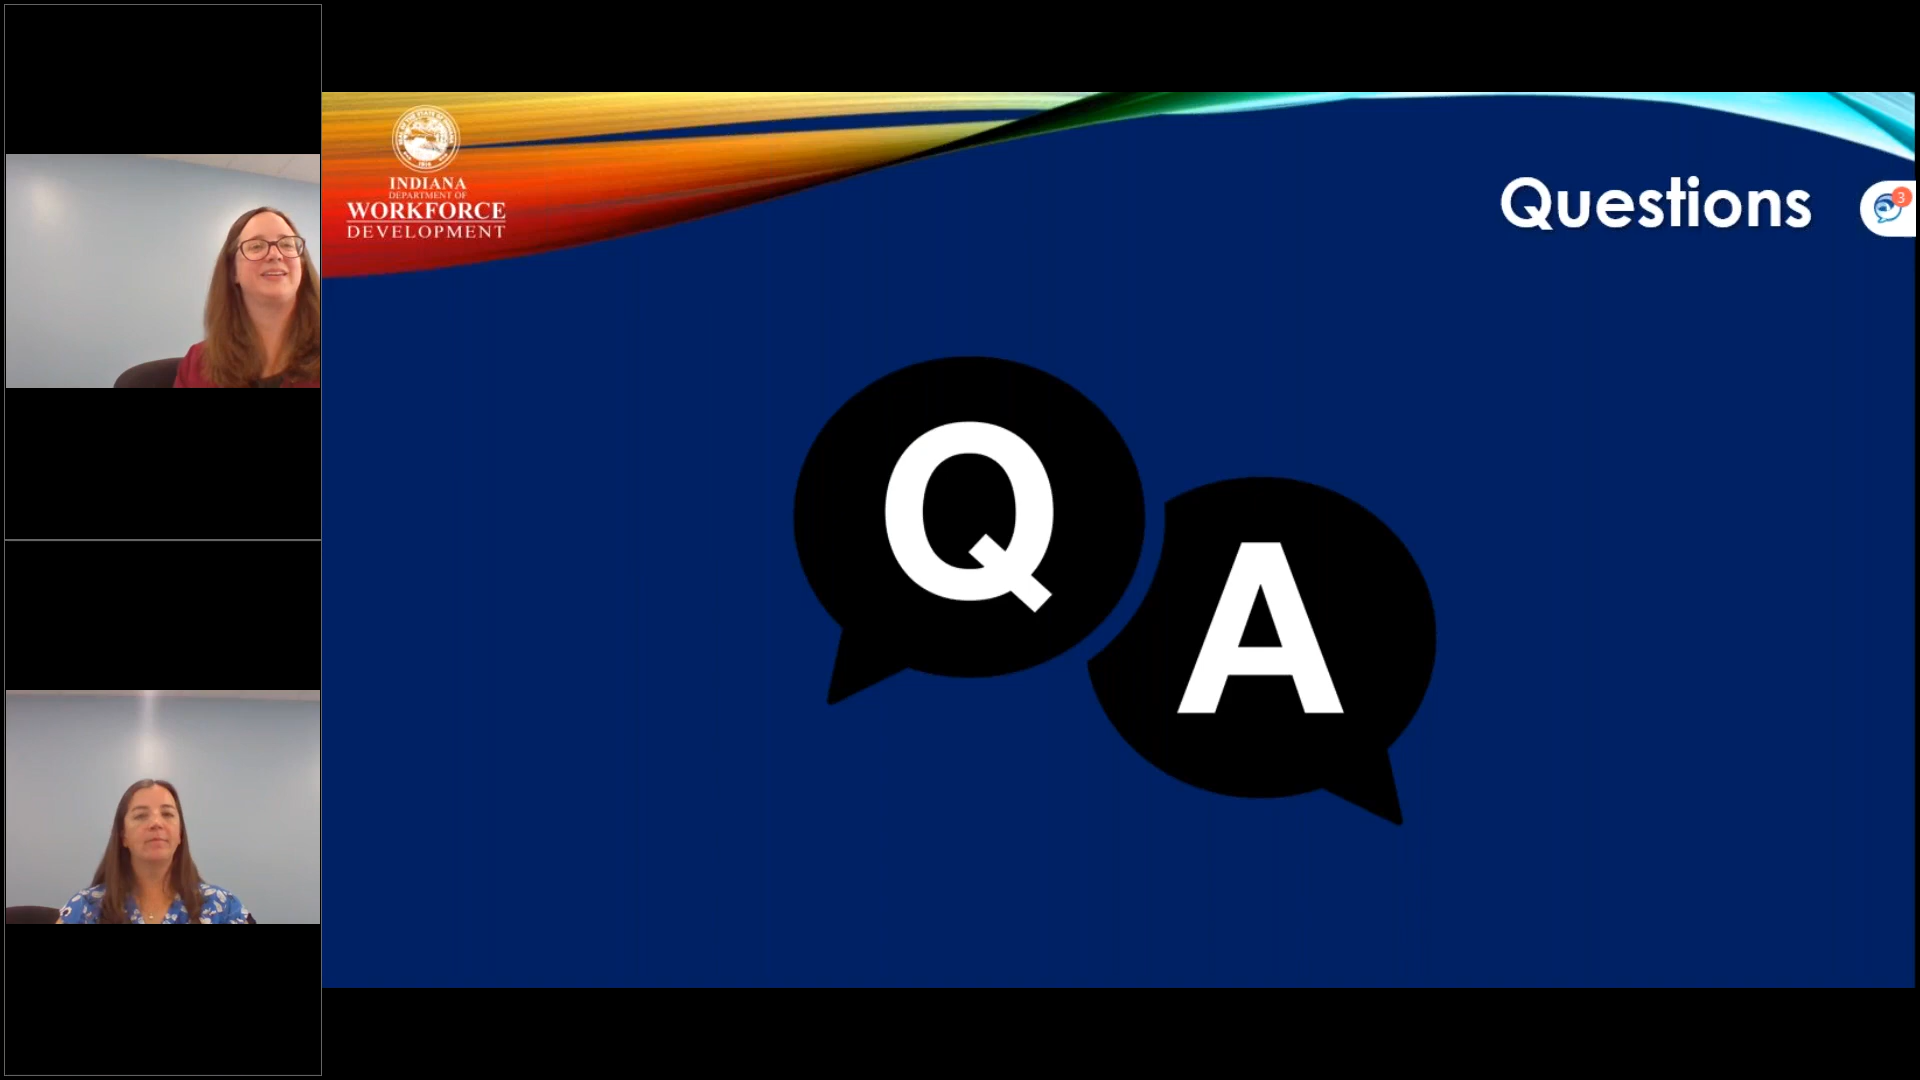 INDIANA
DEPARTMENT OF
WORKFORCE
DEVELOPMENT
Questions
3
Q
A